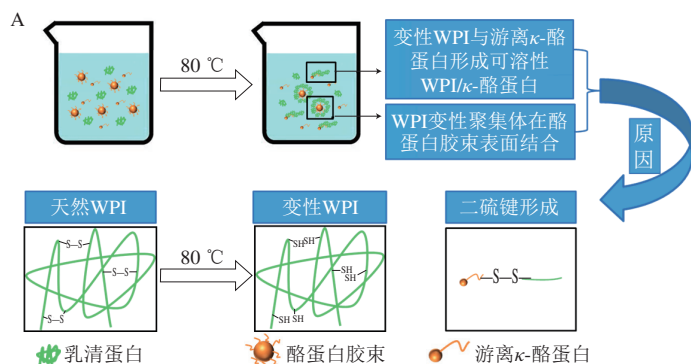 A
80 ℃
变性WPI与游离κ-酪
蛋白形成可溶性
WPI/κ-酪蛋白
WPI变性聚集体在酪
蛋白胶束表面结合
原
因
天然WPI
80 ℃
变性WPI
二硫键形成
S—S
S—S
S—S
SH
SH
SH
SH
SH
SH
S—S
乳清蛋白
酪蛋白胶束
游离κ-酪蛋白